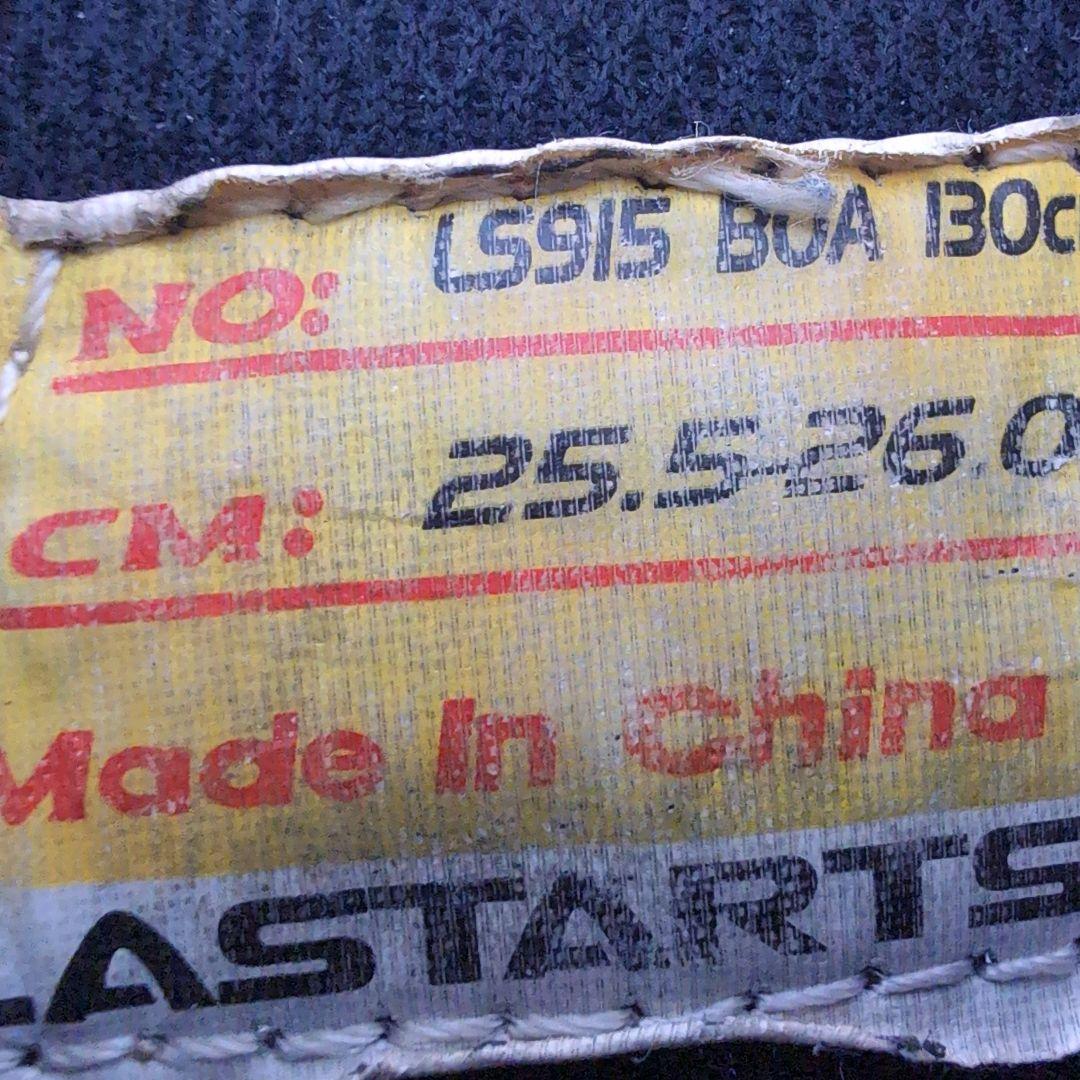 NO: LS915 BOA 130c
CM: 25.5-26.0
Made In China
LASTARTS